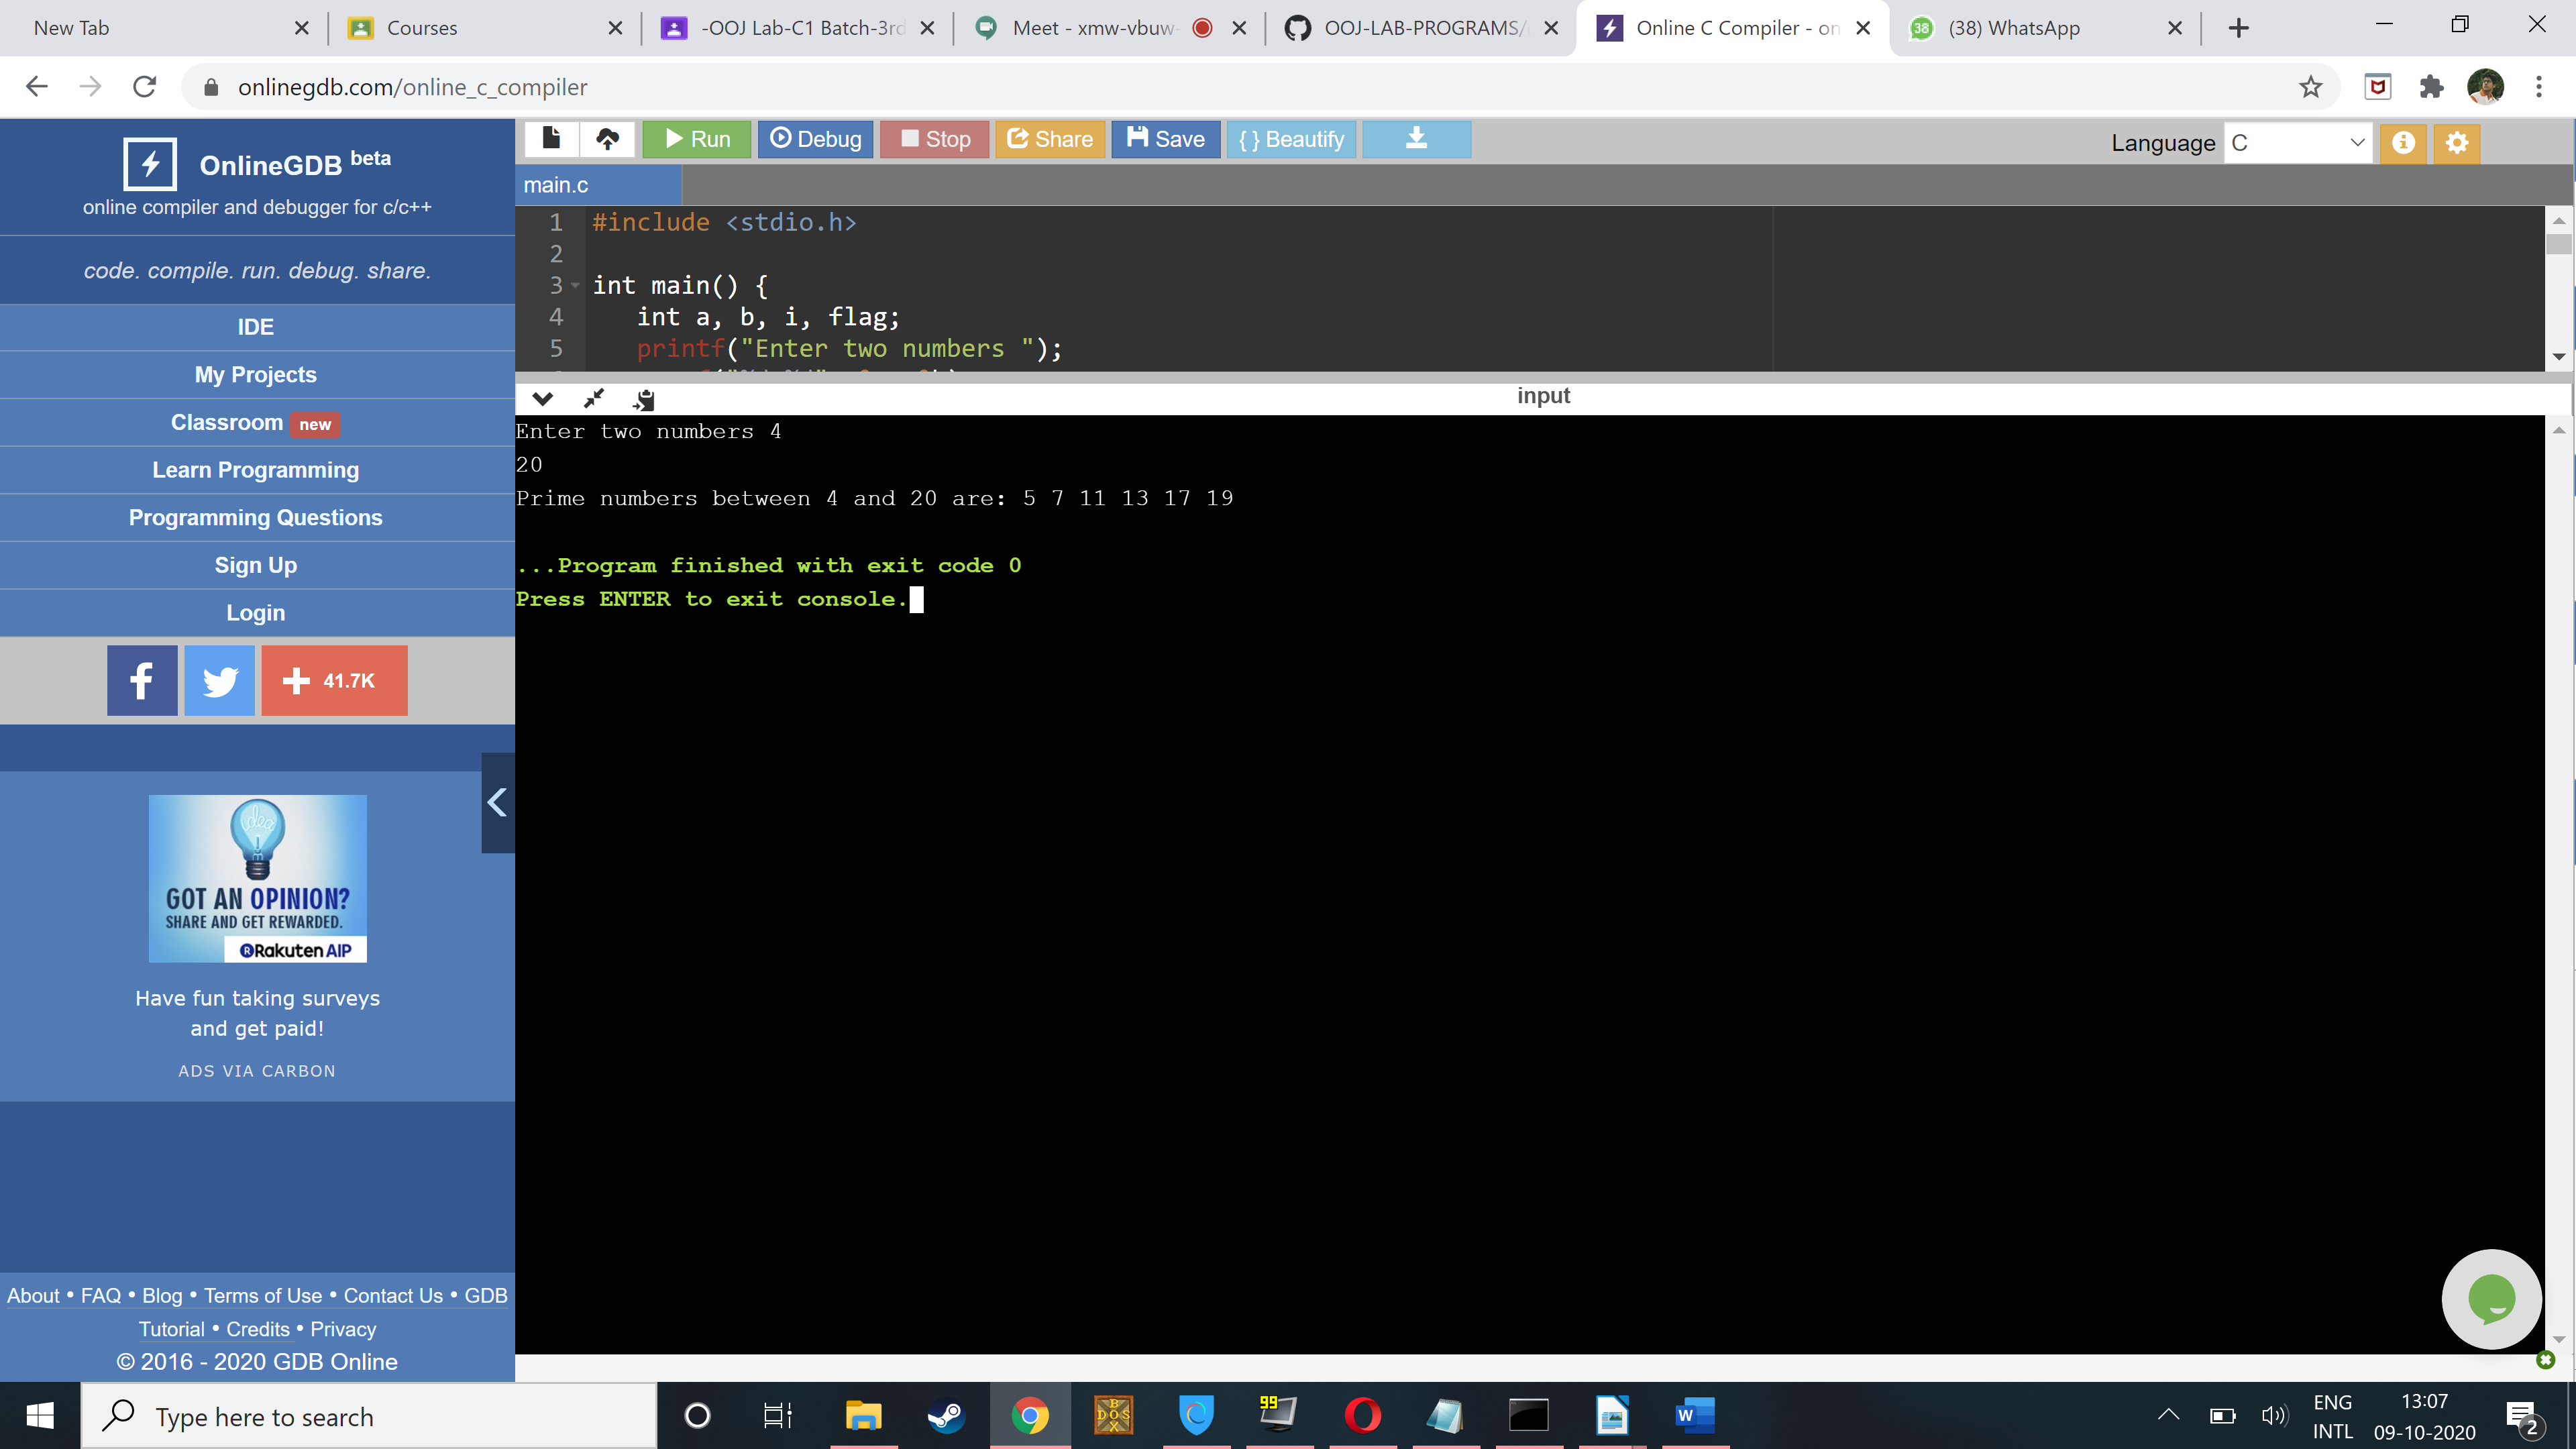 New Tab
Courses
-OOJ Lab-C1 Batch-3rd
Meet - xmw-vbuw-
OOJ-LAB-PROGRAMS/
Online C Compiler - on
38
(38) WhatsApp
onlinegdb.com/online_c_compiler
OnlineGDB beta
online compiler and debugger for c/c++
code. compile. run. debug. share.
IDE
My Projects
Classroom new
Learn Programming
Programming Questions
Sign Up
Login
41.7K
idea
GOT AN OPINION?
SHARE AND GET REWARDED.
Rakuten AIP
Have fun taking surveys
and get paid!
ADS VIA CARBON
About • FAQ • Blog • Terms of Use • Contact Us • GDB
Tutorial • Credits • Privacy
© 2016 - 2020 GDB Online
Run
Debug
Stop
Share
Save
{ } Beautify
Language C
main.c
1 #include <stdio.h>
2
3 int main() {
4 int a, b, i, flag;
5 printf("Enter two numbers ");
input
Enter two numbers 4
20
Prime numbers between 4 and 20 are: 5 7 11 13 17 19
...Program finished with exit code 0
Press ENTER to exit console.
Type here to search
BOX
DOS
99
W
ENG
INTL
13:07
09-10-2020
2